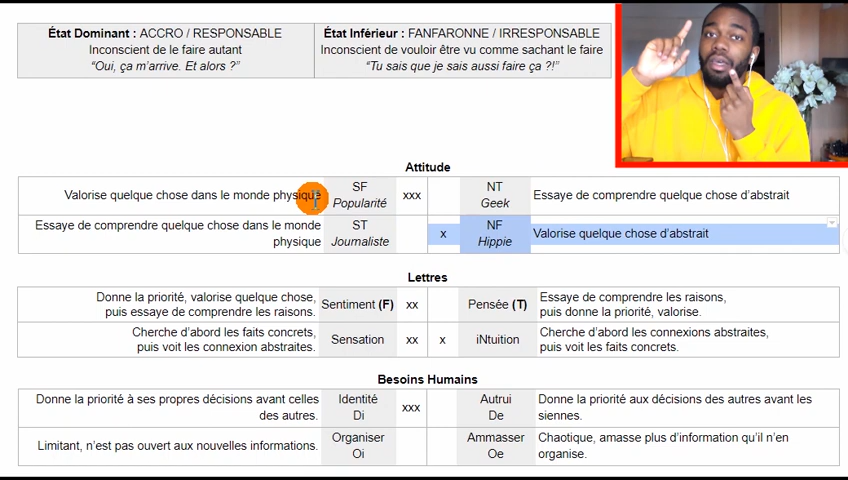 État Dominant : ACCRO / RESPONSABLE
Inconscient de le faire autant
“Oui, ça m’arrive. Et alors ?”
État Inférieur : FANFARONNE / IRRESPONSABLE
Inconscient de vouloir être vu comme sachant le faire
“Tu sais que je sais aussi faire ça ?!”
Attitude
Valorise quelque chose dans le monde physique
SF
Popularité
xxx
NT
Geek
Essaye de comprendre quelque chose d’abstrait
Essaye de comprendre quelque chose dans le monde
physique
ST
Journaliste
x
NF
Hippie
Valorise quelque chose d’abstrait
Lettres
Donne la priorité, valorise quelque chose,
puis essaye de comprendre les raisons.
Sentiment (F)
xx
Pensée (T)
Essaye de comprendre les raisons,
puis donne la priorité, valorise.
Cherche d’abord les faits concrets,
puis voit les connexion abstraites.
Sensation
xx
x
iNtuition
Cherche d’abord les connexions abstraites,
puis voit les faits concrets.
Besoins Humains
Donne la priorité à ses propres décisions avant celles
des autres.
Identité
Di
xxx
Autrui
De
Donne la priorité aux décisions des autres avant les
siennes.
Limitant, n’est pas ouvert aux nouvelles informations.
Organiser
Oi
Ammasser
Oe
Chaotique, amasse plus d’information qu’il n’en
organise.